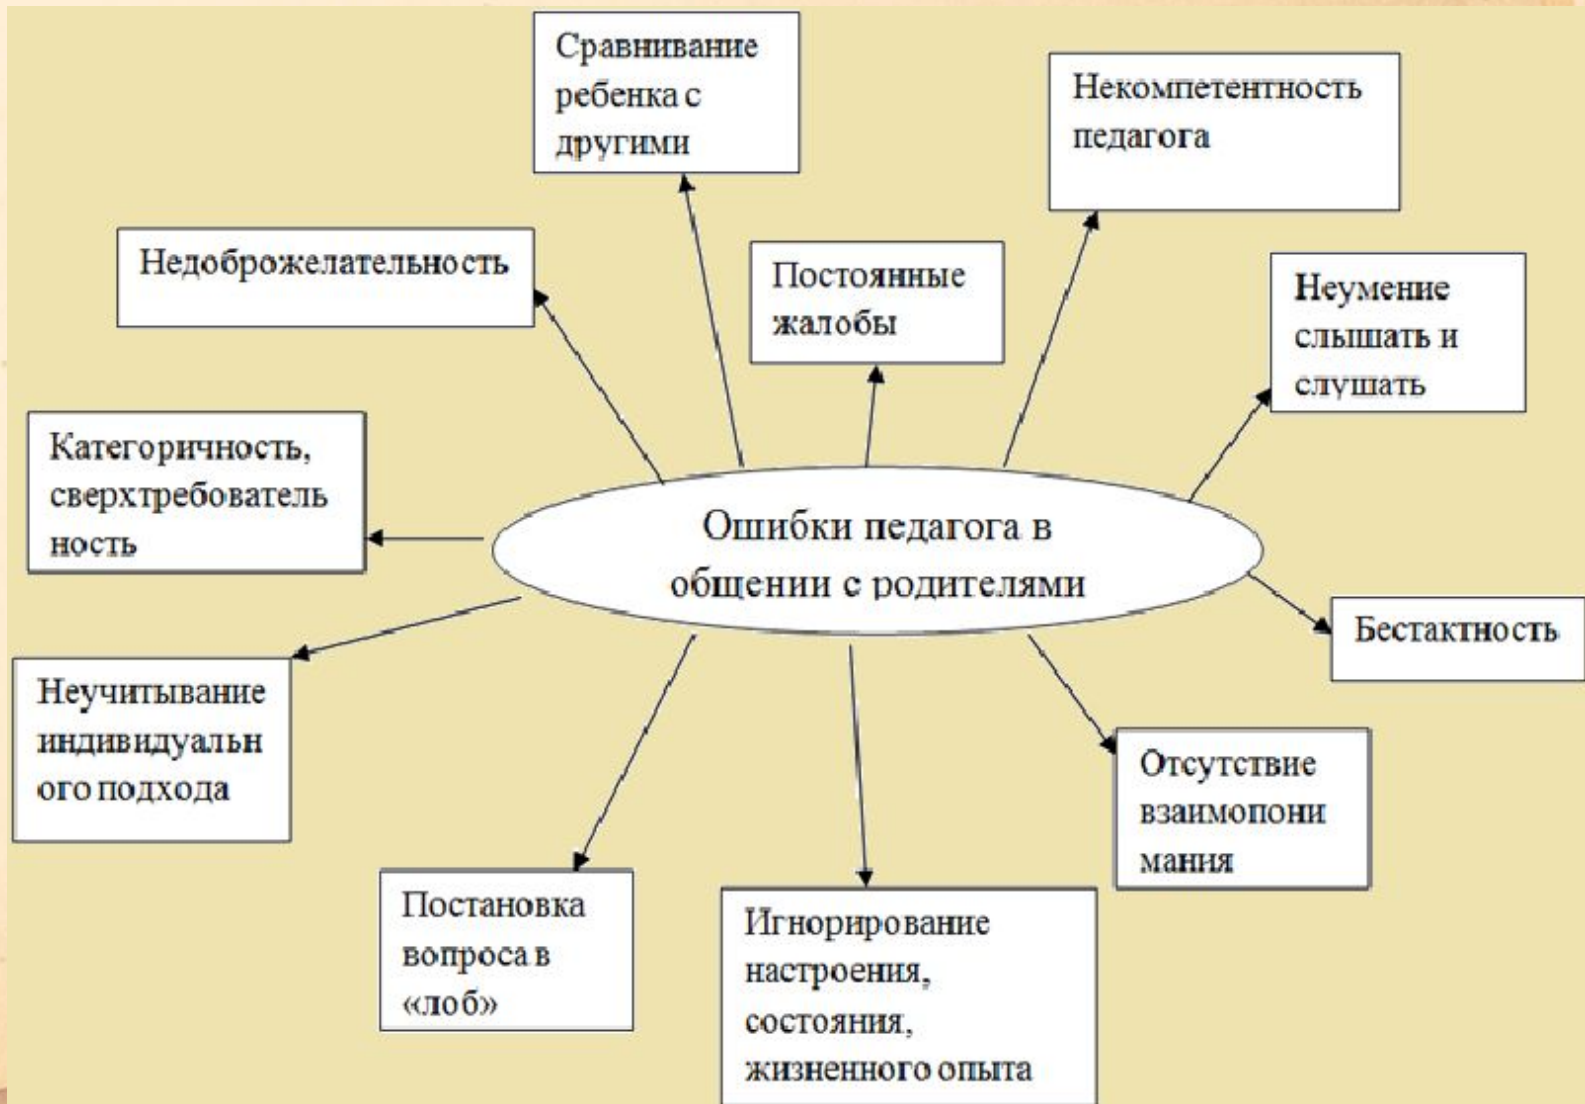 Сравнивание
ребенка с
другими
Некомпетентность
педагога
Недоброжелательность
Постоянные
жалобы
Неумение
слышать и
слушать
Категоричность,
сверхтребователь
ность
Ошибки педагога в
общении с родителями
Бестактность
Неучитывание
индивидуальн
ого подхода
Отсутствие
взаимопони
мания
Постановка
вопроса в
«лоб»
Игнорирование
настроения,
состояния,
жизненного опыта